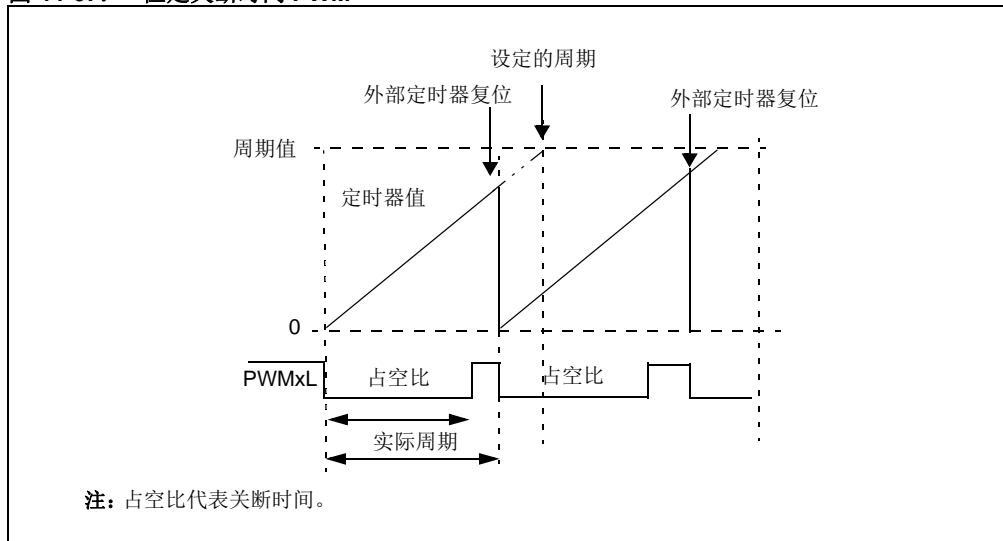 设定的周期
外部定时器复位
外部定时器复位
周期值
定时器值
0
PWMxL
占空比
占空比
实际周期
注: 占空比代表关断时间。